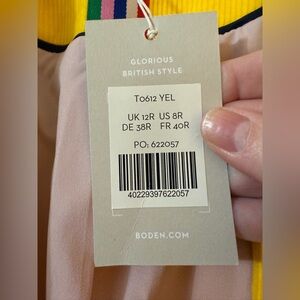 GLORIOUS
BRITISH STYLE
T0612 YEL
UK 12R US 8R
DE 38R FR 40R
PO: 622057
40229397622057
BODEN.COM